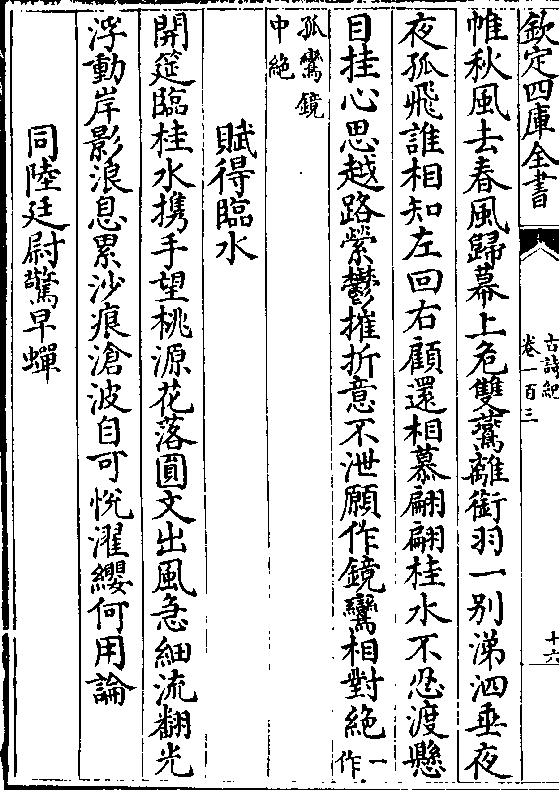 欽定四庫全書
古詩紀
卷一百三
十六
帷秋風去春風歸幕上危雙鶱離銜羽一别涕泗垂夜
夜孤飛誰相知左回右顧還相慕翩翩桂水不忍渡懸
目挂心思越路縈鬱摧折意不泄願作鏡鸞相對絶一作
孤鸞鏡
中絶
賦得臨水
開筵臨桂水携手望桃源花落圎文出風急細流翻光
浮動岸影浪息累沙痕滄波自可恱濯纓何用論
同陸廷尉驚早蟬